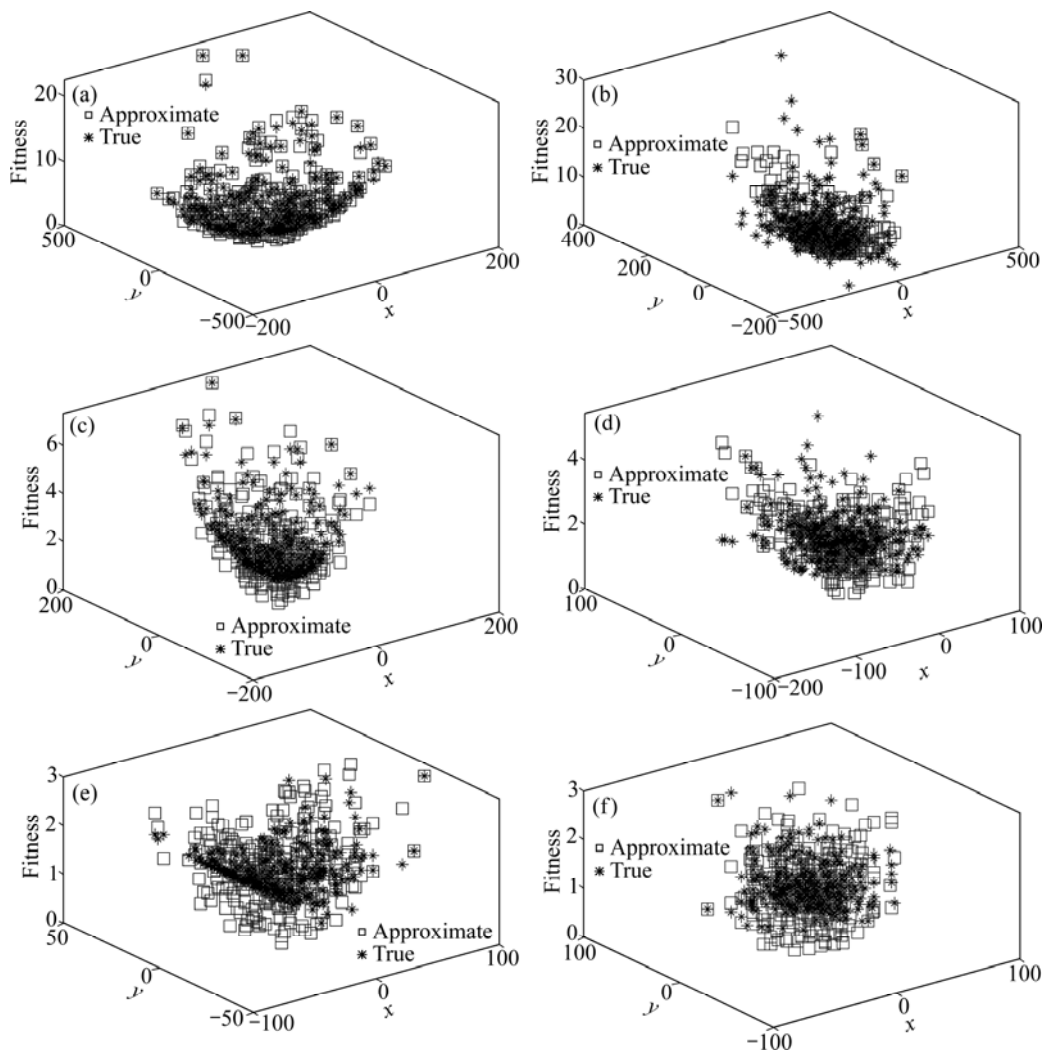 (a)
□ Approximate
* True
Fitness
20
10
0
500
0
−500
y
−200
0
200
x
(b)
□ Approximate
* True
Fitness
30
20
10
0
400
200
0
−200
y
−500
0
500
x
(c)
□ Approximate
* True
Fitness
6
4
2
0
200
0
−200
y
0
200
x
(d)
□ Approximate
* True
Fitness
4
2
0
100
0
−100
y
−200
−100
0
100
x
(e)
□ Approximate
* True
Fitness
3
2
1
0
50
0
−50
y
−100
0
100
x
(f)
□ Approximate
* True
Fitness
3
2
1
0
100
0
−100
y
0
100
x